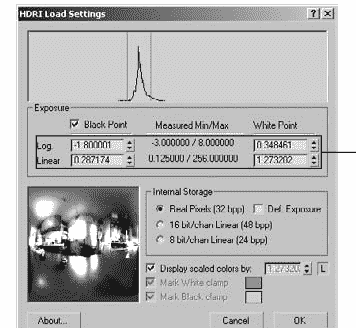 HDRI Load Settings
Exposure
Black Point Measured Min/Max White Point
Log. -1.800001 -3.000000 / 8.000000 0.348461
Linear 0.287174 0.125000 / 256.000000 1.273202
Internal Storage
Real Pixels (32 bpp) Def. Exposure
16 bit/chan Linear (48 bpp)
8 bit/chan Linear (24 bpp)
Display scaled colors by: L
Mark White clamp
Mark Black clamp
About... Cancel OK